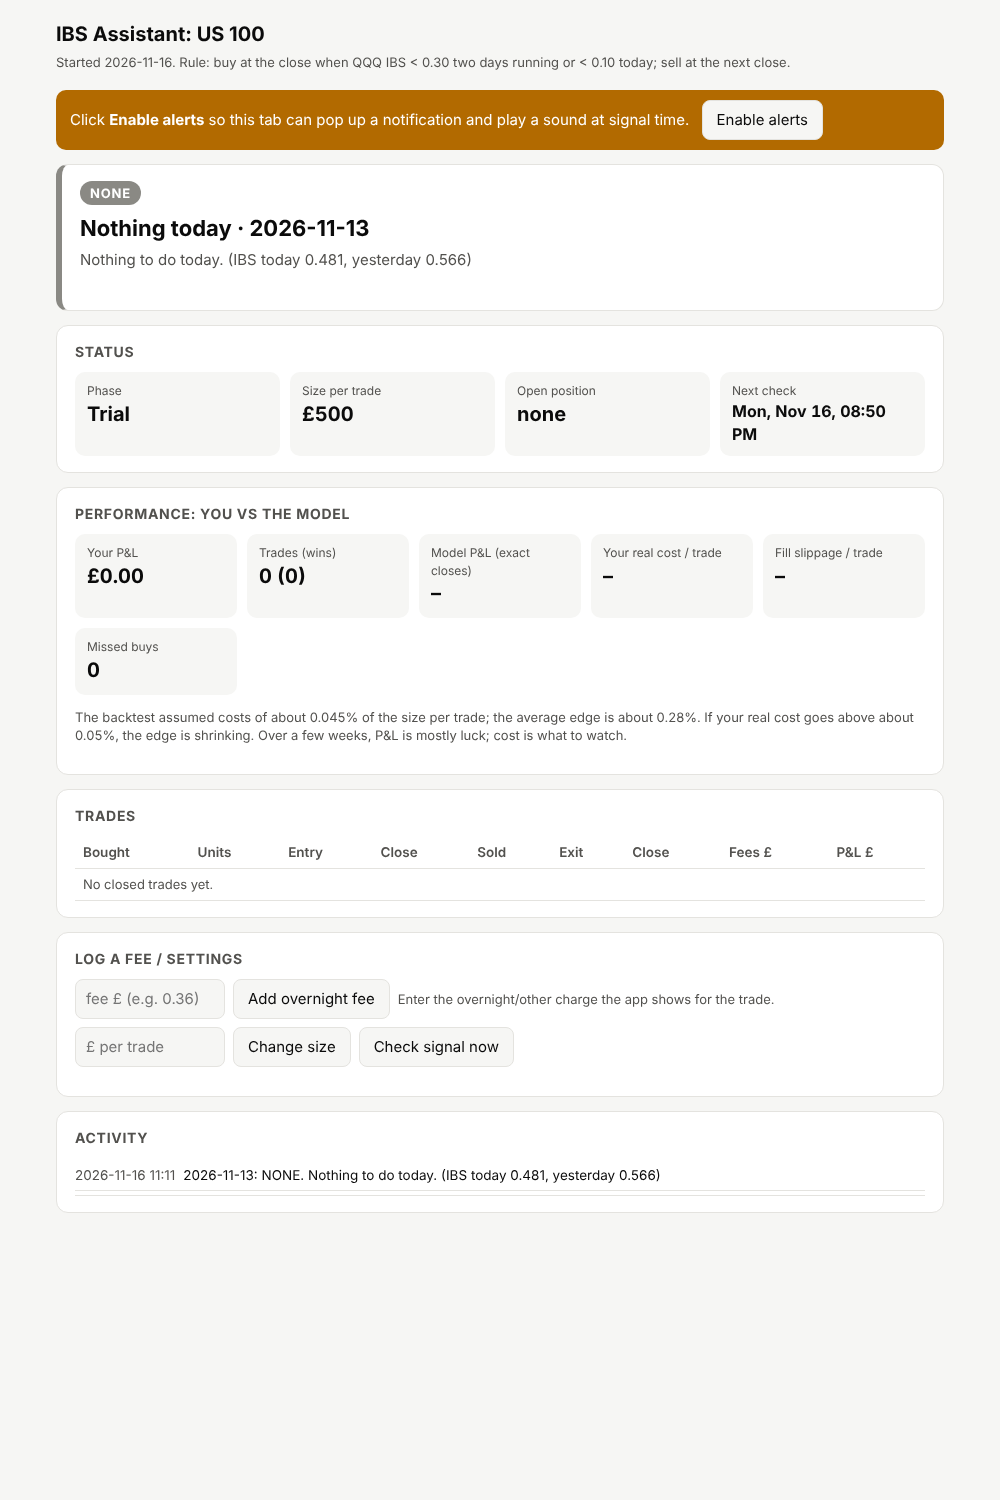 IBS Assistant: US 100
Started 2026-11-16. Rule: buy at the close when QQQ IBS < 0.30 two days running or < 0.10 today; sell at the next close.
Click Enable alerts so this tab can pop up a notification and play a sound at signal time. Enable alerts
NONE
Nothing today · 2026-11-13
Nothing to do today. (IBS today 0.481, yesterday 0.566)
STATUS
Phase
Trial
Size per trade
£500
Open position
none
Next check
Mon, Nov 16, 08:50
PM
PERFORMANCE: YOU VS THE MODEL
Your P&L
£0.00
Trades (wins)
0 (0)
Model P&L (exact
closes)
–
Your real cost / trade
–
Fill slippage / trade
–
Missed buys
0
The backtest assumed costs of about 0.045% of the size per trade; the average edge is about 0.28%. If your real cost goes above about
0.05%, the edge is shrinking. Over a few weeks, P&L is mostly luck; cost is what to watch.
TRADES
Bought Units Entry Close Sold Exit Close Fees £ P&L £
No closed trades yet.
LOG A FEE / SETTINGS
fee £ (e.g. 0.36) Add overnight fee Enter the overnight/other charge the app shows for the trade.
£ per trade Change size Check signal now
ACTIVITY
2026-11-16 11:11 2026-11-13: NONE. Nothing to do today. (IBS today 0.481, yesterday 0.566)